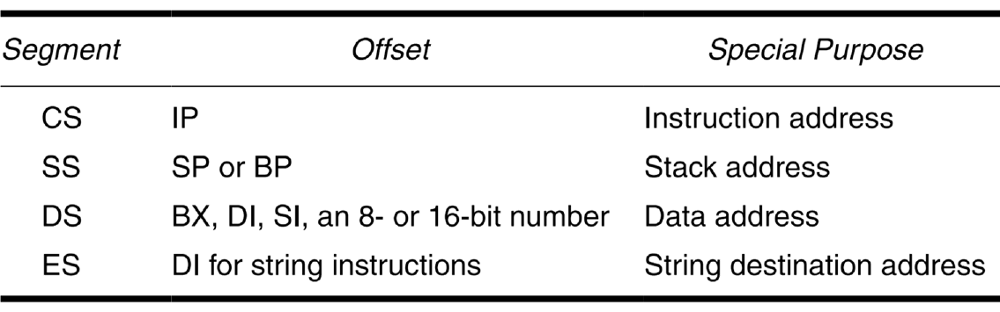 Segment Offset Special Purpose
CS IP Instruction address
SS SP or BP Stack address
DS BX, DI, SI, an 8- or 16-bit number Data address
ES DI for string instructions String destination address